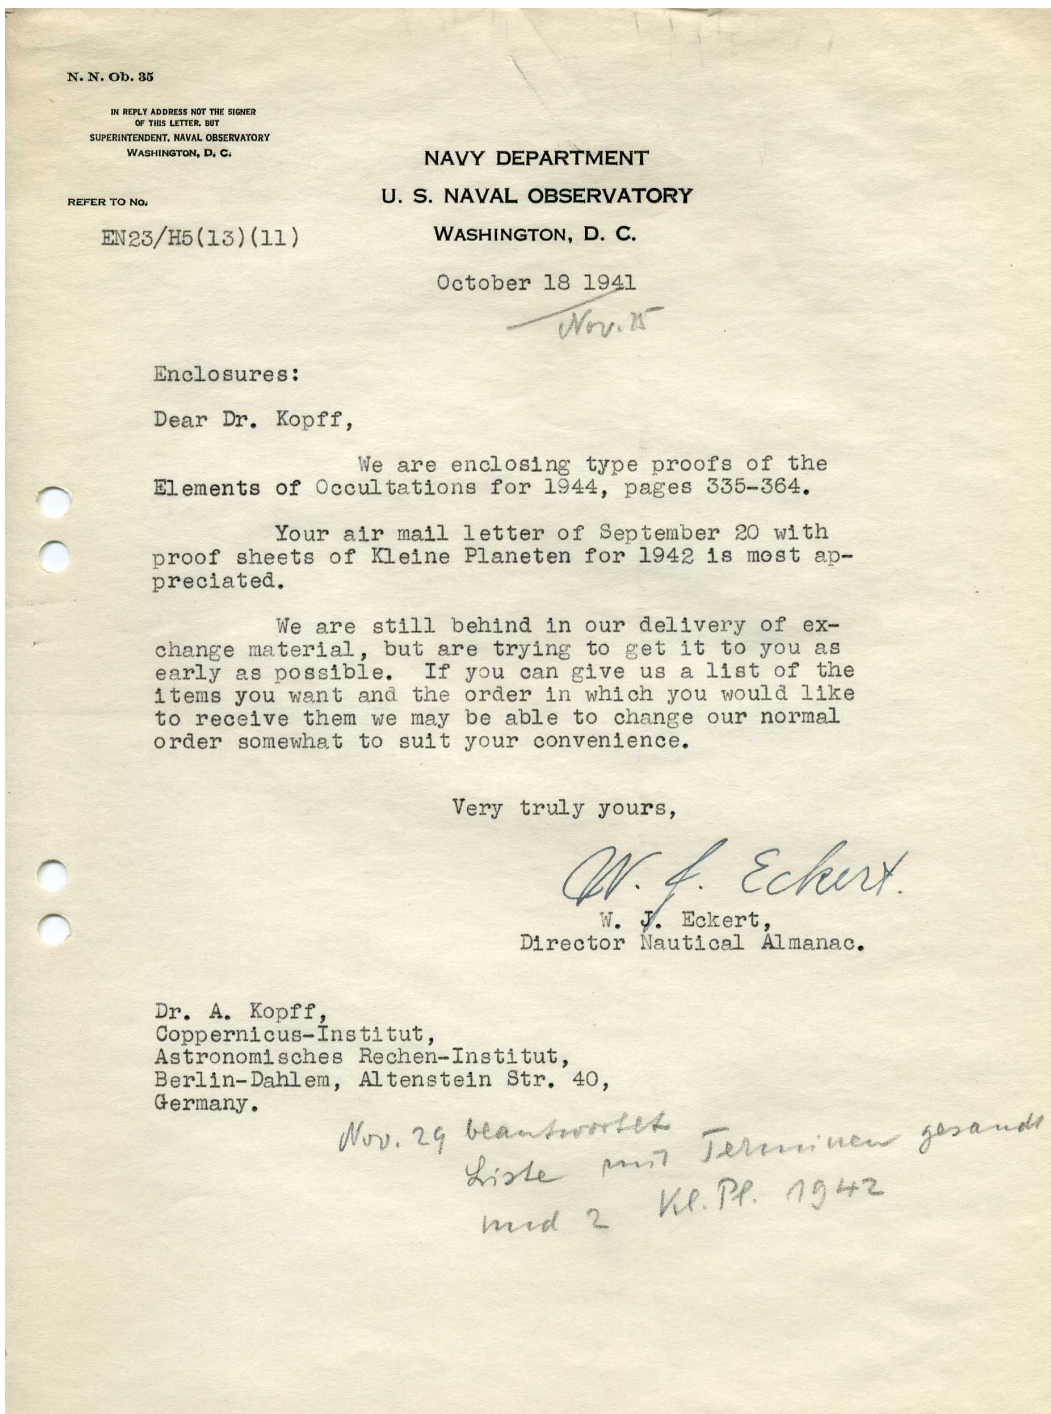 N. N. Ob. 35
IN REPLY ADDRESS NOT THE SIGNER
OF THIS LETTER, BUT
SUPERINTENDENT, NAVAL OBSERVATORY
WASHINGTON, D. C.
REFER TO No.
EN23/H5(13)(11)
NAVY DEPARTMENT
U. S. NAVAL OBSERVATORY
WASHINGTON, D. C.
October 18 1941
Nov. 25
Enclosures:
Dear Dr. Kopff,
We are enclosing type proofs of the
Elements of Occultations for 1944, pages 335-364.
Your air mail letter of September 20 with
proof sheets of Kleine Planeten for 1942 is most ap-
preciated.
We are still behind in our delivery of ex-
change material, but are trying to get it to you as
early as possible. If you can give us a list of the
items you want and the order in which you would like
to receive them we may be able to change our normal
order somewhat to suit your convenience.
Very truly yours,
W. J. Eckert.
W. J. Eckert,
Director Nautical Almanac.
Dr. A. Kopff,
Coppernicus-Institut,
Astronomisches Rechen-Institut,
Berlin-Dahlem, Altenstein Str. 40,
Germany.
Nov. 29 beantwortet
Liste mit Terminen gesandt
und 2 Kl. Pl. 1942